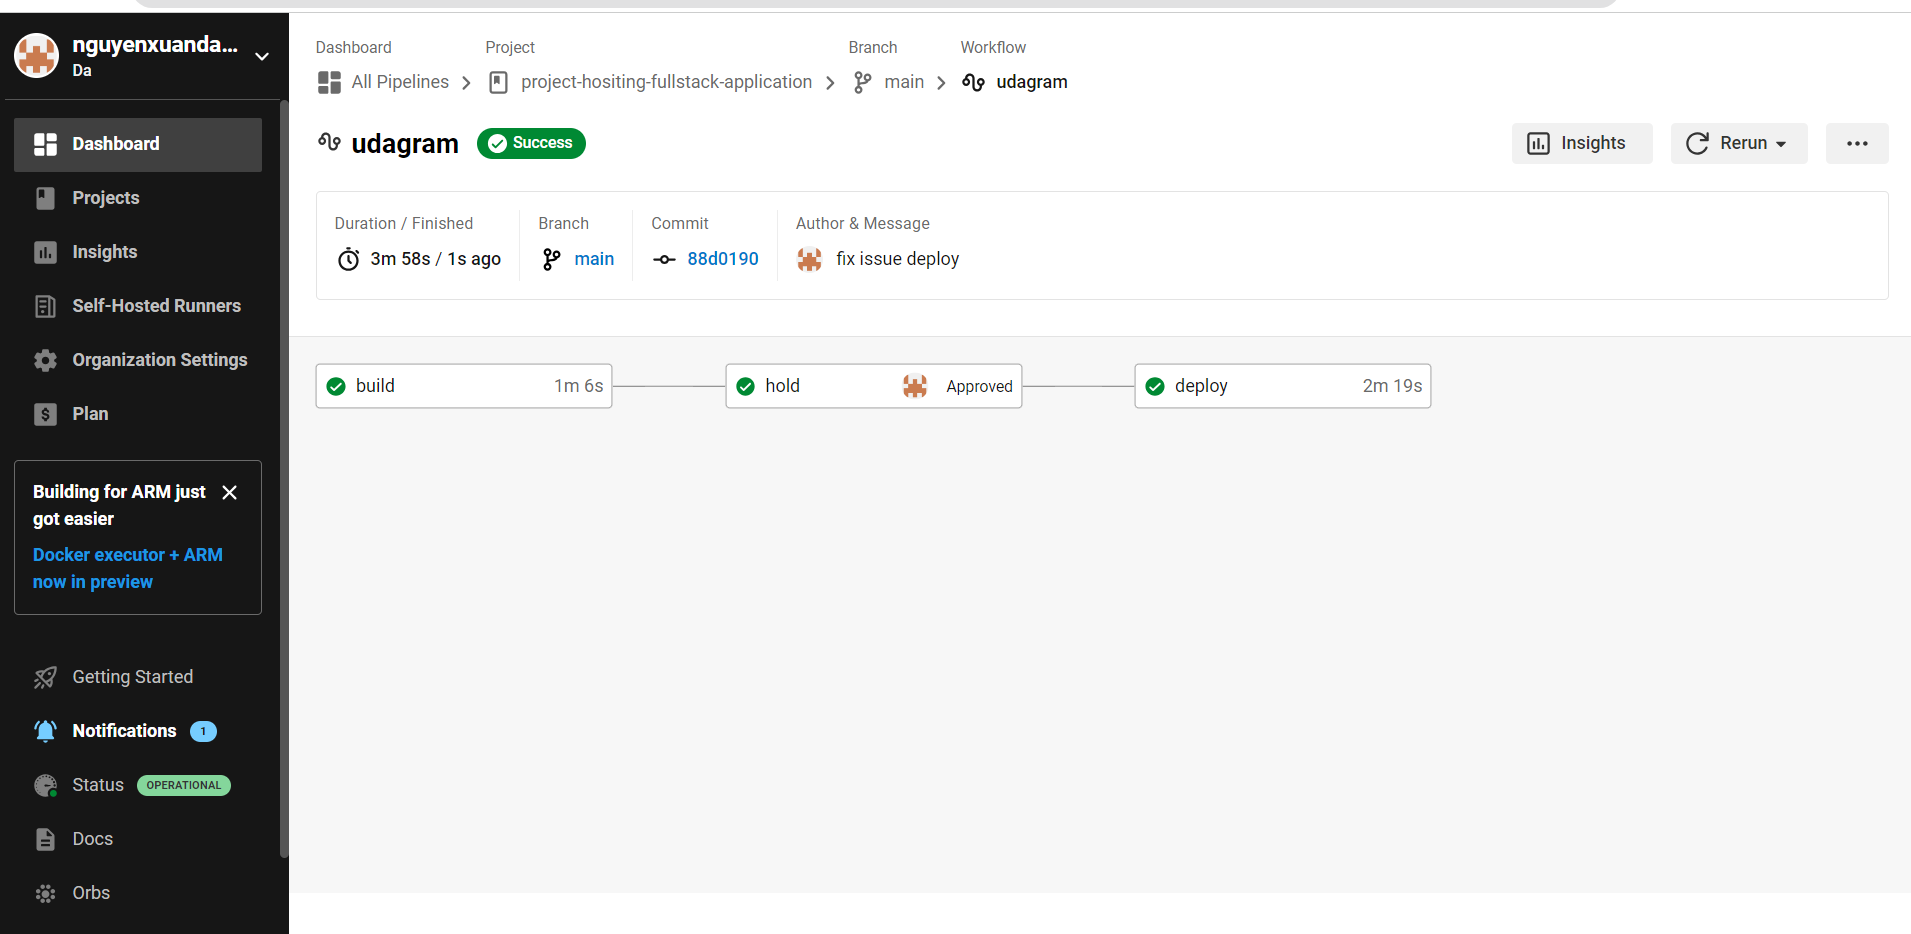 nguyenxuanda...
Da
Dashboard
Projects
Insights
Self-Hosted Runners
Organization Settings
Plan
Building for ARM just
got easier
Docker executor + ARM
now in preview
Getting Started
Notifications 1
Status OPERATIONAL
Docs
Orbs
Dashboard Project Branch Workflow
All Pipelines project-hositing-fullstack-application main udagram
udagram Success Insights Rerun
Duration / Finished Branch Commit Author & Message
3m 58s / 1s ago main 88d0190 fix issue deploy
build 1m 6s hold Approved deploy 2m 19s